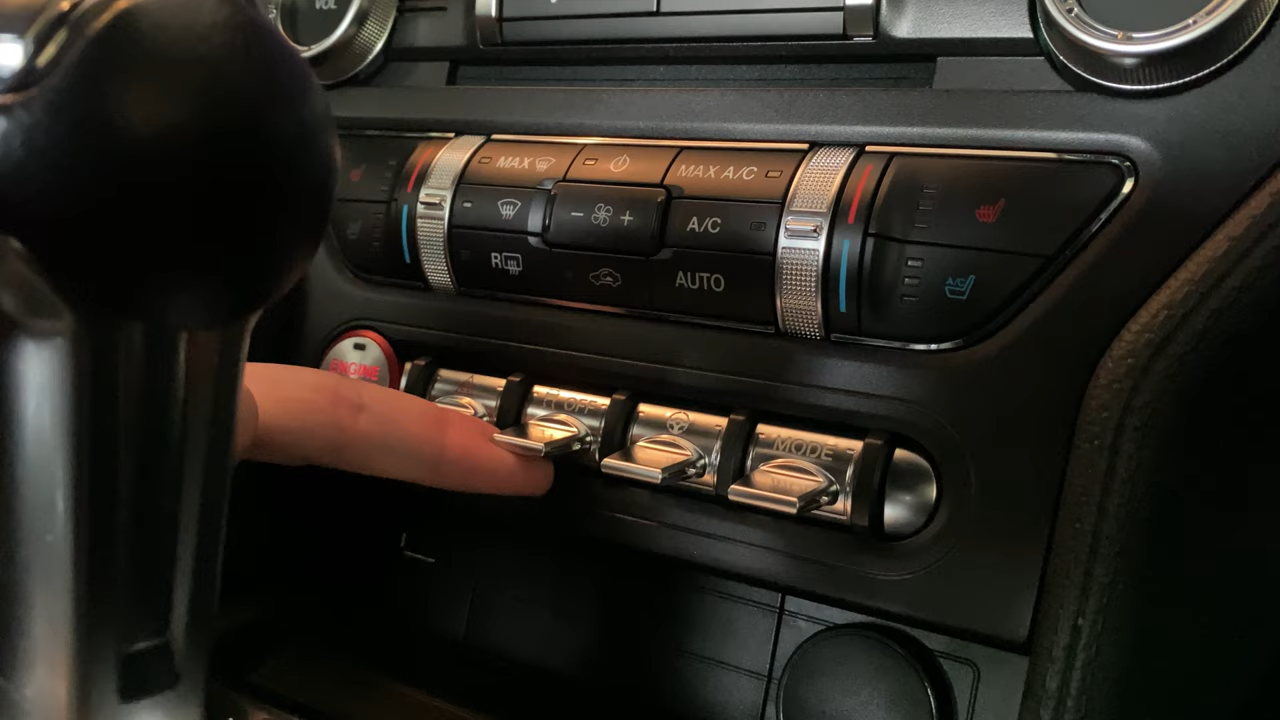 VOL
MAX
MAX A/C
- +
A/C
R
AUTO
A/C
ENGINE
OFF
MODE